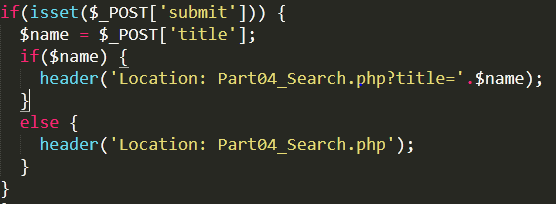 if(isset($_POST['submit'])) {
  $name = $_POST['title'];
  if($name) {
    header('Location: Part04_Search.php?title='.$name);
  }
  else {
    header('Location: Part04_Search.php');
  }
}